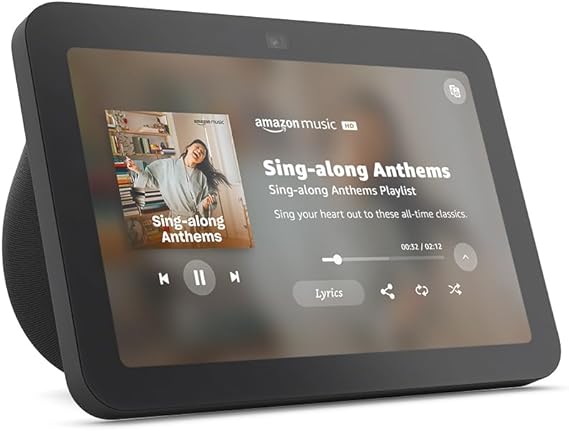 amazon music
Sing-along
Anthems
amazon music HD
Sing-along Anthems
Sing-along Anthems Playlist
Sing your heart out to these all-time classics.
00:32 / 02:12
Lyrics